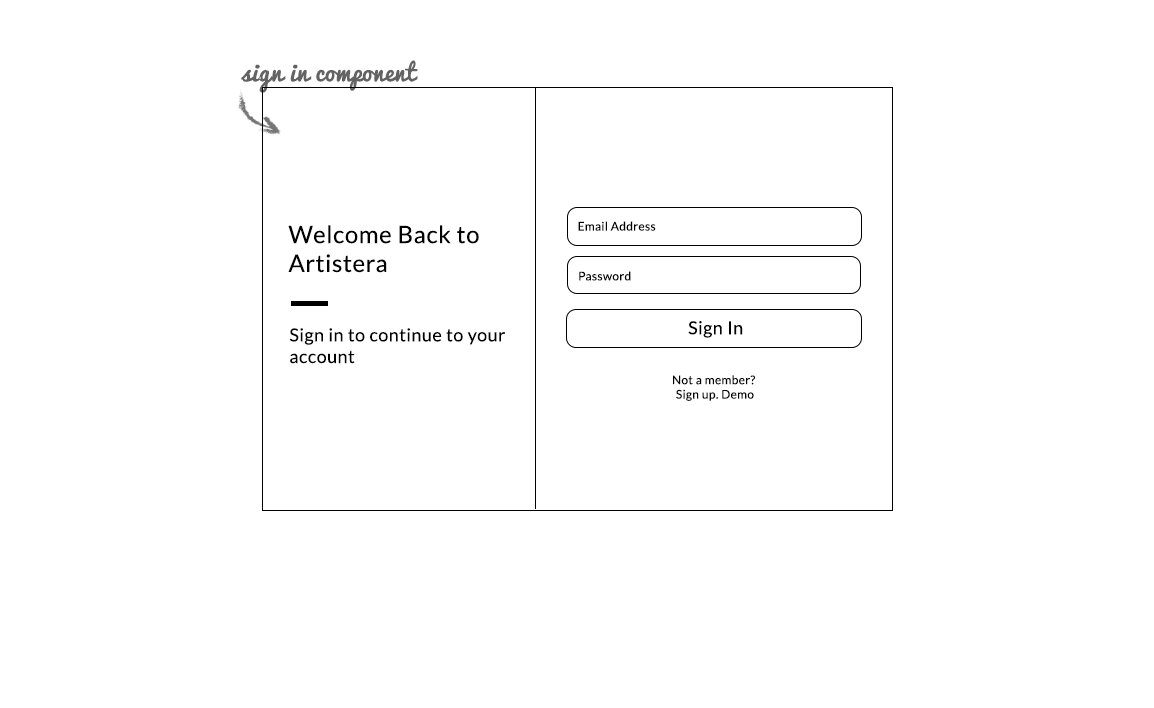 sign in component
Welcome Back to
Artistera
Sign in to continue to your
account
Email Address
Password
Sign In
Not a member?
Sign up. Demo